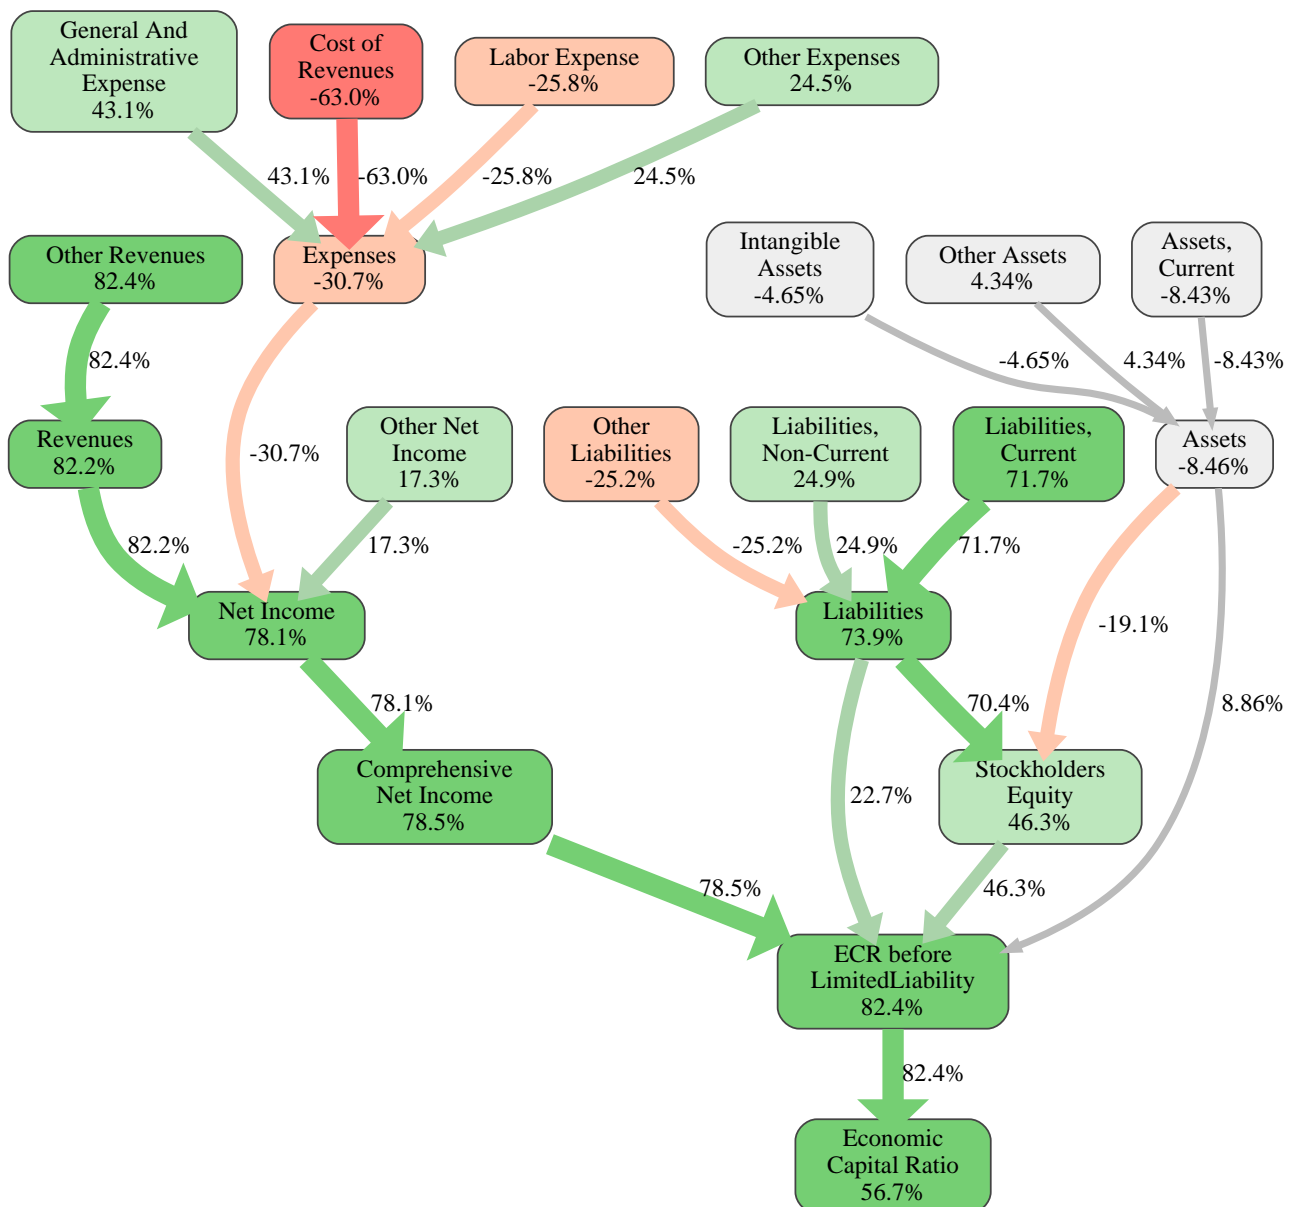 General And
Administrative
Expense
43.1%
Cost of
Revenues
-63.0%
Labor Expense
-25.8%
Other Expenses
24.5%
43.1%
-63.0%
-25.8%
24.5%
Other Revenues
82.4%
Expenses
-30.7%
Intangible
Assets
-4.65%
Other Assets
4.34%
Assets,
Current
-8.43%
82.4%
-4.65%
4.34%
-8.43%
Revenues
82.2%
-30.7%
Other Net
Income
17.3%
Other
Liabilities
-25.2%
Liabilities,
Non-Current
24.9%
Liabilities,
Current
71.7%
Assets
-8.46%
82.2%
17.3%
-25.2%
24.9%
71.7%
Net Income
78.1%
Liabilities
73.9%
-19.1%
78.1%
70.4%
8.86%
Comprehensive
Net Income
78.5%
22.7%
Stockholders
Equity
46.3%
78.5%
46.3%
ECR before
LimitedLiability
82.4%
82.4%
Economic
Capital Ratio
56.7%